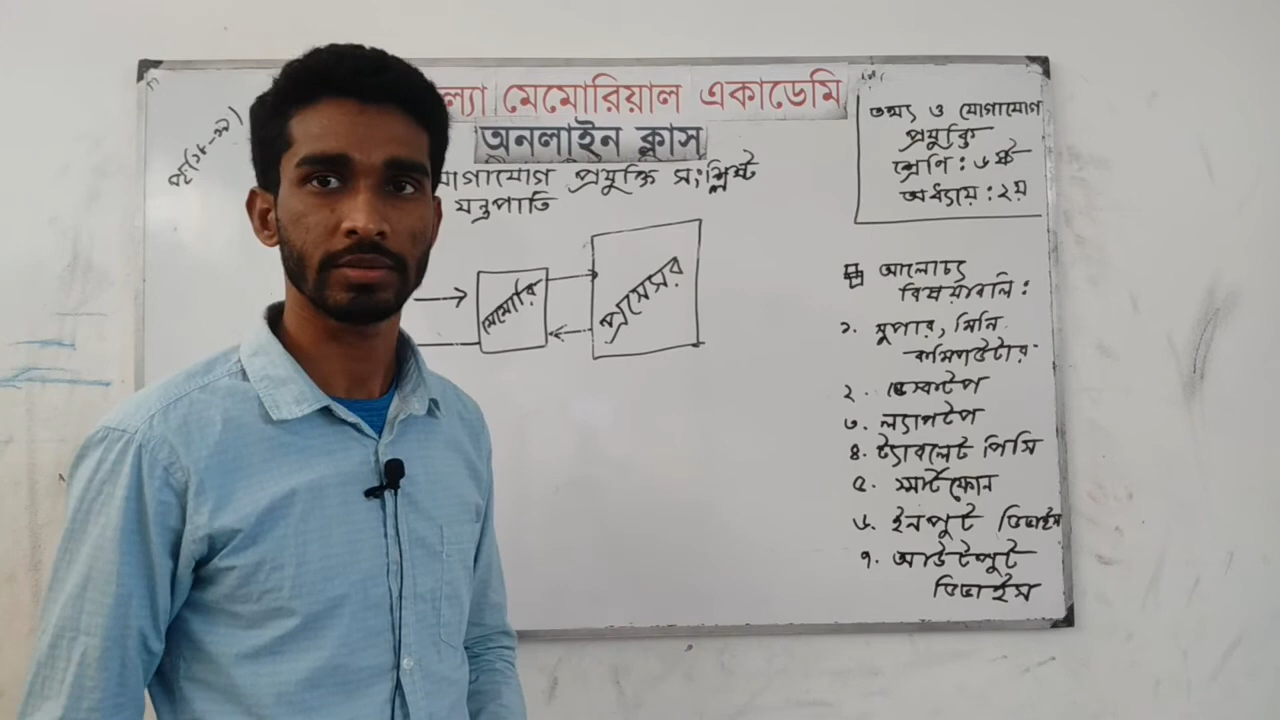 ল্যা মেমোরিয়াল একাডেমি
অনলাইন ক্লাস
যোগাযোগ প্রযুক্তি সংশ্লিষ্ট
যন্ত্রপাতি
মেমোরি
প্রসেসর
তথ্য ও যোগাযোগ
প্রযুক্তি
শ্রেণি : ৬ষ্ঠ
অধ্যায় : ২য়
আলোচ্য
বিষয়াবলি :
১. সুপার, মিনি
কম্পিউটার
২. ডেস্কটপ
৩. ল্যাপটপ
৪. ট্যাবলেট পিসি
৫. স্মার্টফোন
৬. ইনপুট ডিভাইস
৭. আউটপুট
ডিভাইস